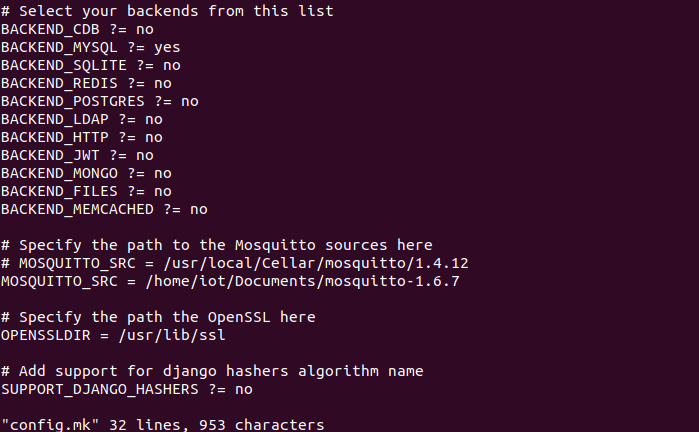 # Select your backends from this list
BACKEND_CDB ?= no
BACKEND_MYSQL ?= yes
BACKEND_SQLITE ?= no
BACKEND_REDIS ?= no
BACKEND_POSTGRES ?= no
BACKEND_LDAP ?= no
BACKEND_HTTP ?= no
BACKEND_JWT ?= no
BACKEND_MONGO ?= no
BACKEND_FILES ?= no
BACKEND_MEMCACHED ?= no

# Specify the path to the Mosquitto sources here
# MOSQUITTO_SRC = /usr/local/Cellar/mosquitto/1.4.12
MOSQUITTO_SRC = /home/iot/Documents/mosquitto-1.6.7

# Specify the path the OpenSSL here
OPENSSLDIR = /usr/lib/ssl

# Add support for django hashers algorithm name
SUPPORT_DJANGO_HASHERS ?= no

"config.mk" 32 lines, 953 characters